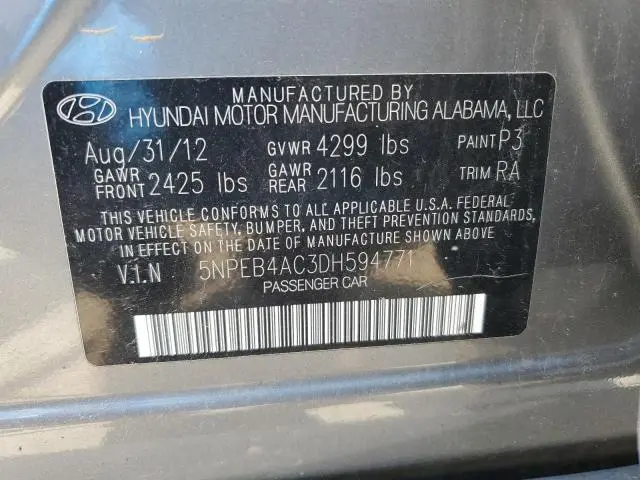 MANUFACTURED BY
HYUNDAI MOTOR MANUFACTURING ALABAMA, LLC
Aug/31/12 GVWR 4299 lbs PAINT P3
GAWR FRONT 2425 lbs GAWR REAR 2116 lbs TRIM RA
THIS VEHICLE CONFORMS TO ALL APPLICABLE U.S.A. FEDERAL
MOTOR VEHICLE SAFETY, BUMPER, AND THEFT PREVENTION STANDARDS,
IN EFFECT ON THE DATE OF MANUFACTURE SHOWN ABOVE.
V.I.N 5NPEB4AC3DH594771
PASSENGER CAR